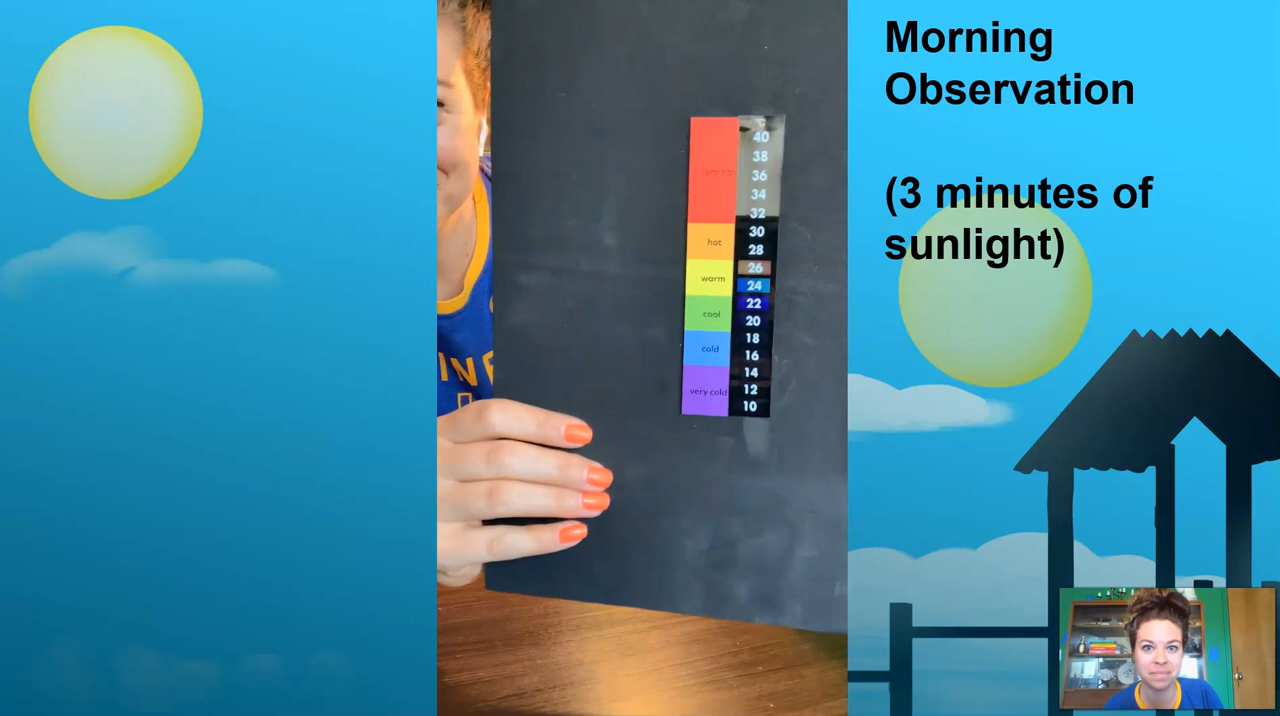 Morning
Observation
(3 minutes of
sunlight)
40
38
36
34
32
30
hot
28
26
warm
24
22
cool
20
18
cold
16
14
very cold
12
10